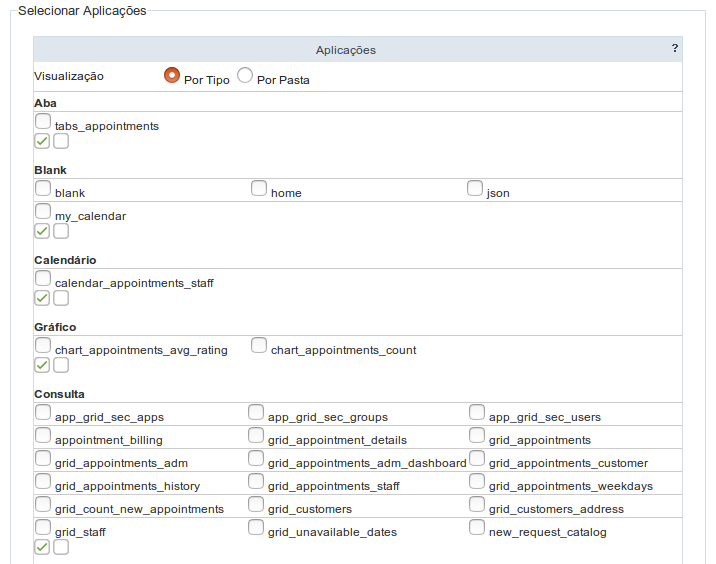 Selecionar Aplicações
Aplicações ?
Visualização Por Tipo Por Pasta
Aba
tabs_appointments
Blank
blank home json
my_calendar
Calendário
calendar_appointments_staff
Gráfico
chart_appointments_avg_rating chart_appointments_count
Consulta
app_grid_sec_apps app_grid_sec_groups app_grid_sec_users
appointment_billing grid_appointment_details grid_appointments
grid_appointments_adm grid_appointments_adm_dashboard grid_appointments_customer
grid_appointments_history grid_appointments_staff grid_appointments_weekdays
grid_count_new_appointments grid_customers grid_customers_address
grid_staff grid_unavailable_dates new_request_catalog